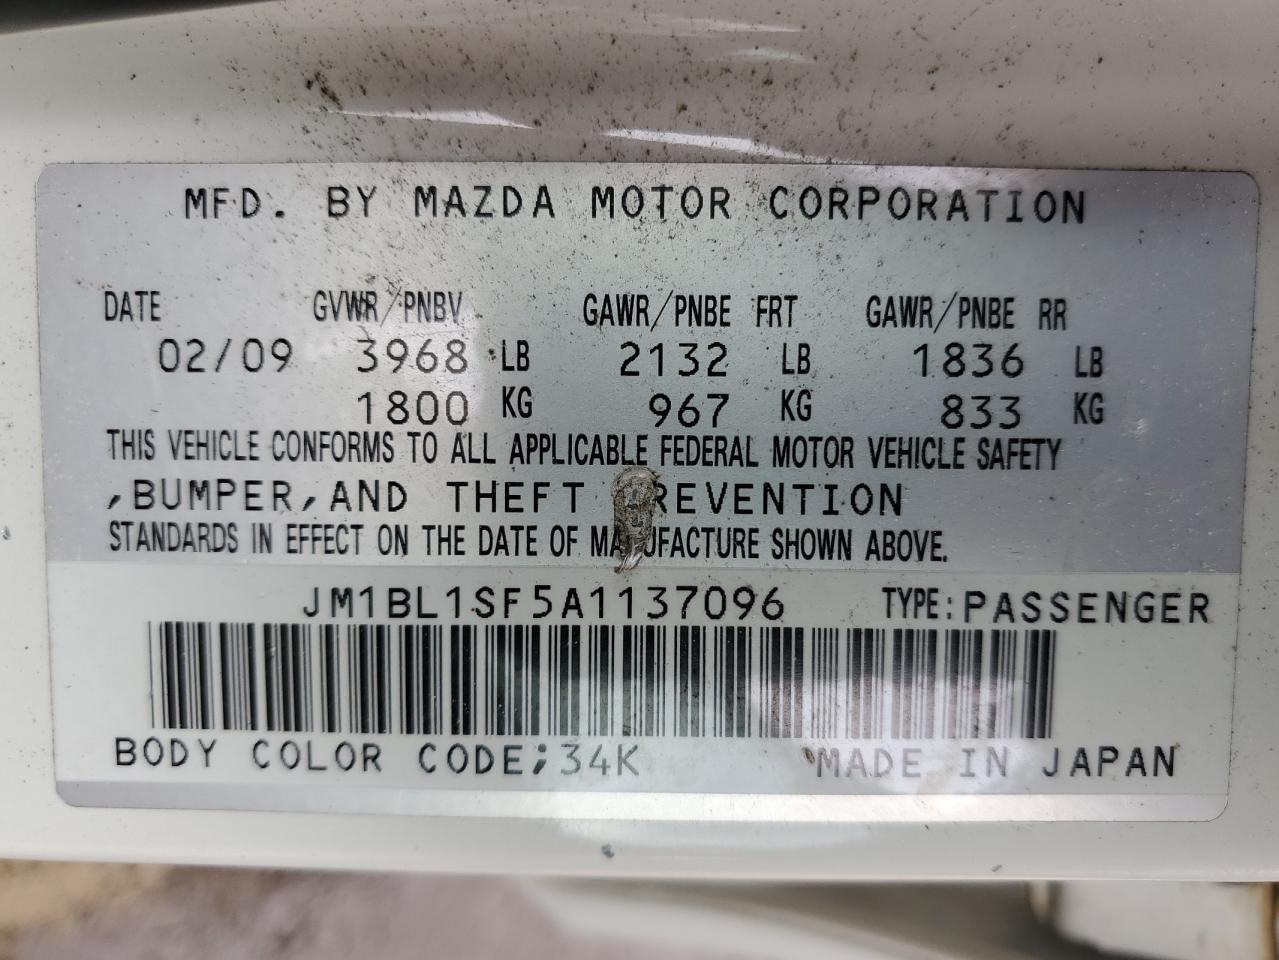 MFD. BY MAZDA MOTOR CORPORATION
DATE GVWR/PNBV GAWR/PNBE FRT GAWR/PNBE RR
02/09 3968 LB 2132 LB 1836 LB
1800 KG 967 KG 833 KG
THIS VEHICLE CONFORMS TO ALL APPLICABLE FEDERAL MOTOR VEHICLE SAFETY
,BUMPER,AND THEFT PREVENTION
STANDARDS IN EFFECT ON THE DATE OF MANUFACTURE SHOWN ABOVE.
JM1BL1SF5A1137096 TYPE:PASSENGER
BODY COLOR CODE;34K MADE IN JAPAN